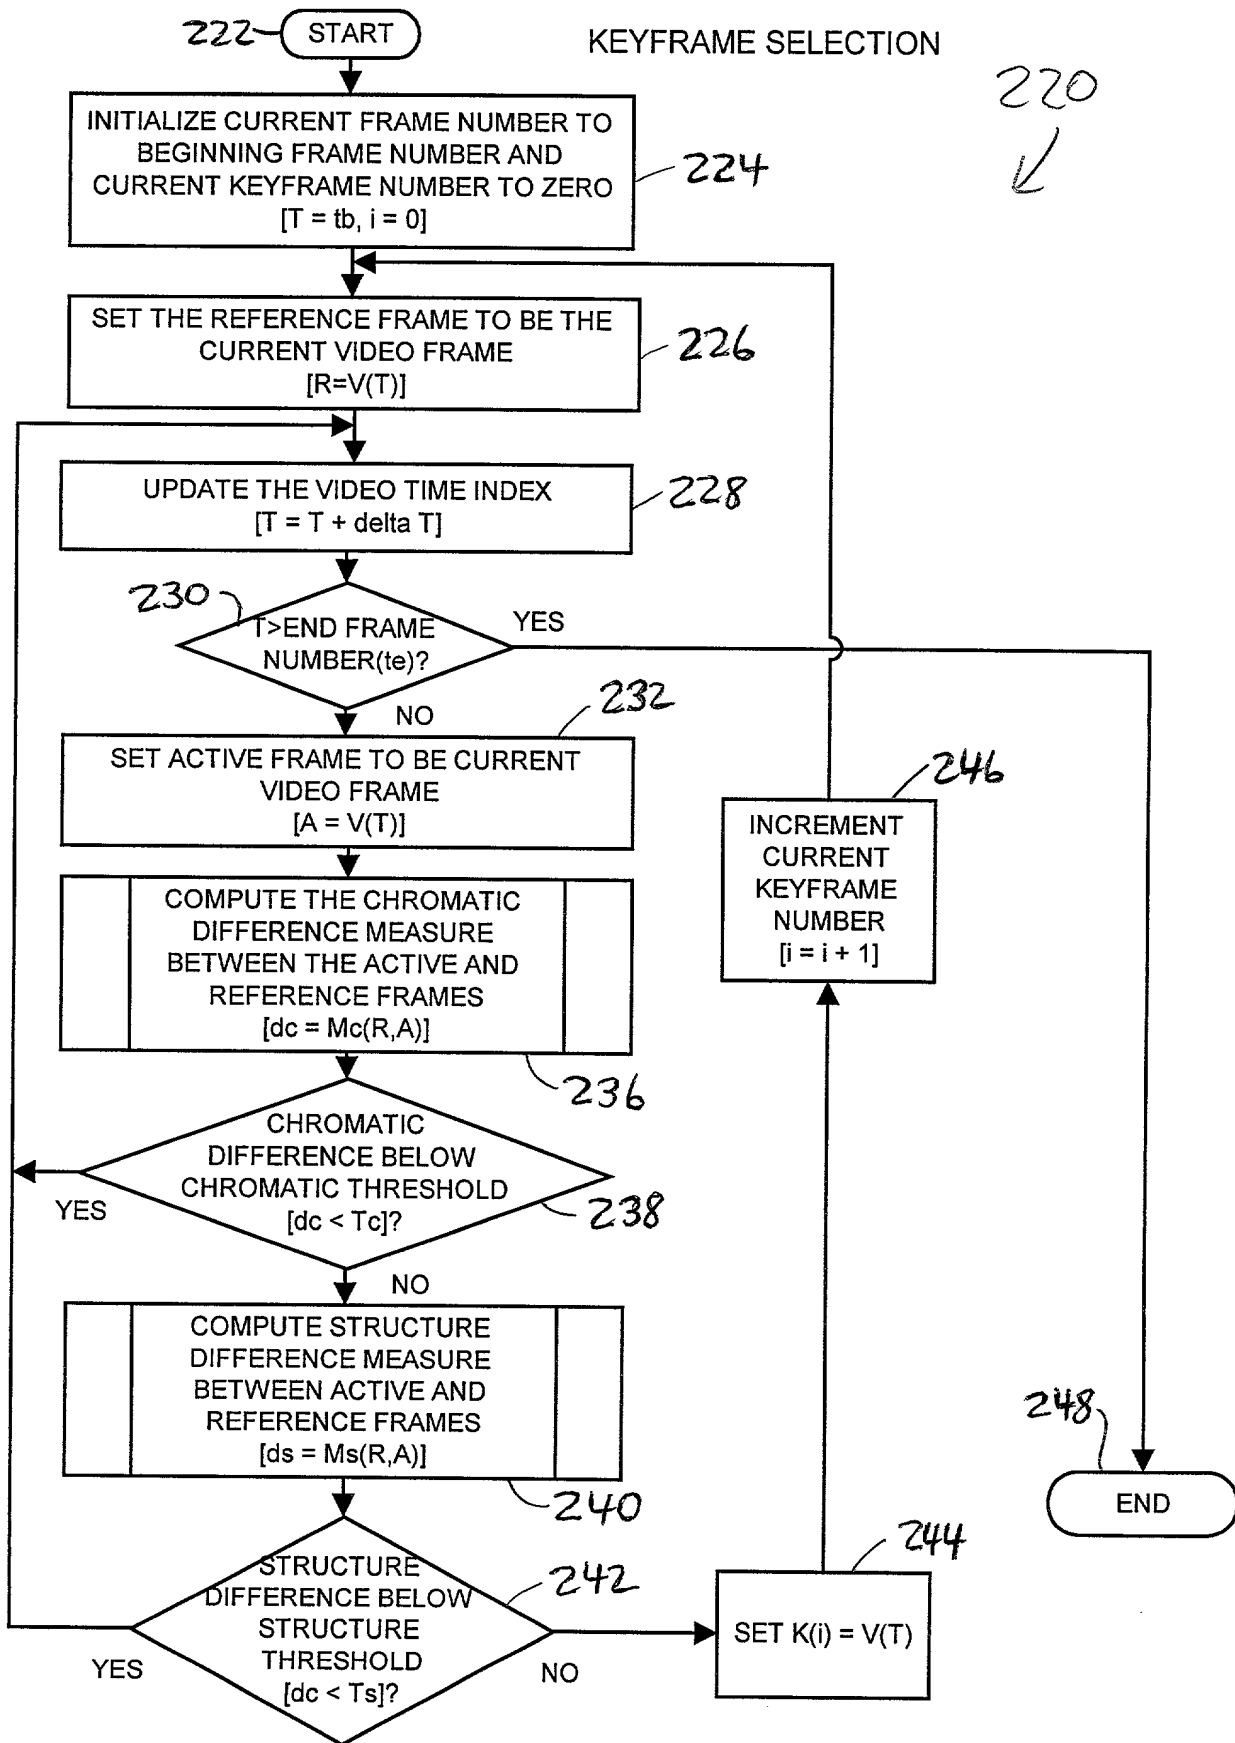 222
START
KEYFRAME SELECTION
220
INITIALIZE CURRENT FRAME NUMBER TO
BEGINNING FRAME NUMBER AND
CURRENT KEYFRAME NUMBER TO ZERO
[T = tb, i = 0]
224
SET THE REFERENCE FRAME TO BE THE
CURRENT VIDEO FRAME
[R=V(T)]
226
UPDATE THE VIDEO TIME INDEX
[T = T + delta T]
228
230
T>END FRAME
NUMBER(te)?
YES
NO
232
SET ACTIVE FRAME TO BE CURRENT
VIDEO FRAME
[A = V(T)]
246
INCREMENT
CURRENT
KEYFRAME
NUMBER
[i = i + 1]
COMPUTE THE CHROMATIC
DIFFERENCE MEASURE
BETWEEN THE ACTIVE AND
REFERENCE FRAMES
[dc = Mc(R,A)]
236
CHROMATIC
DIFFERENCE BELOW
CHROMATIC THRESHOLD
[dc < Tc]?
YES
238
NO
COMPUTE STRUCTURE
DIFFERENCE MEASURE
BETWEEN ACTIVE AND
REFERENCE FRAMES
[ds = Ms(R,A)]
240
248
END
STRUCTURE
DIFFERENCE BELOW
STRUCTURE
THRESHOLD
[dc < Ts]?
242
YES
NO
244
SET K(i) = V(T)